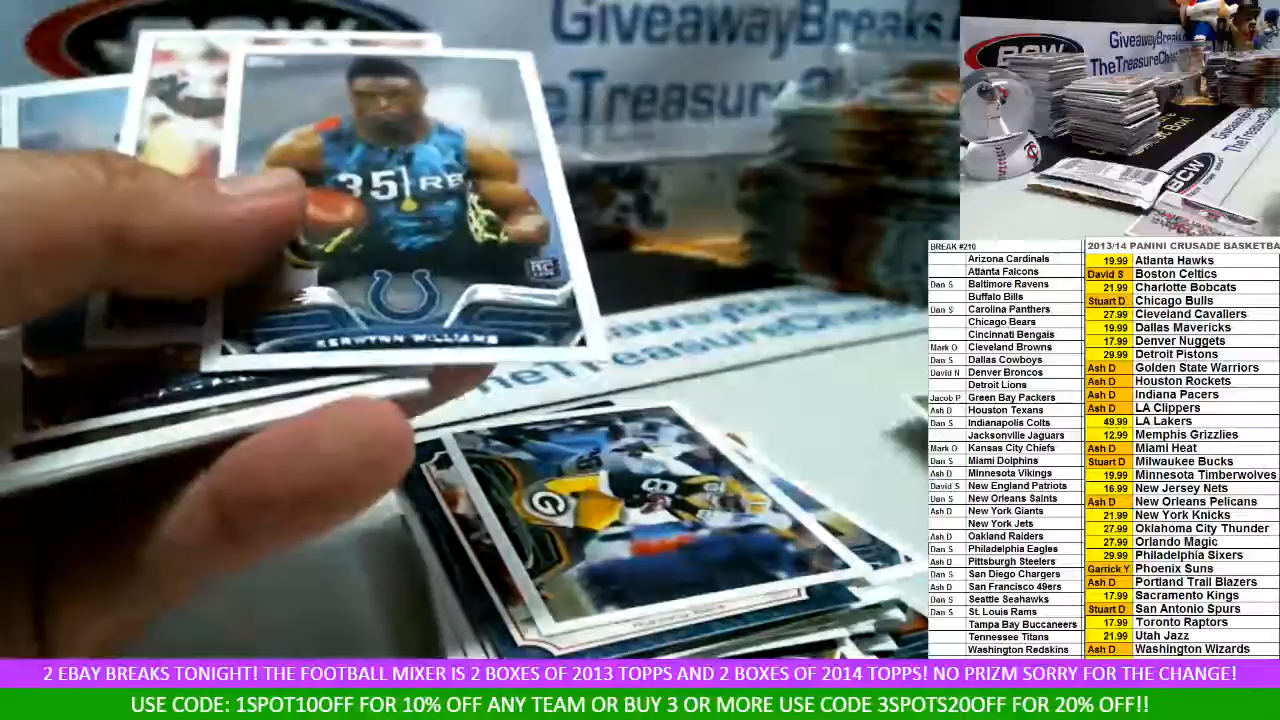 GiveawayBreaks
TheTreasureCh
BCW
eTreasure
35 RB
RC
KERWYNN WILLIAMS
G
8
GiveawayBreaks
BCW
TheTreasureChe
BCW
BREAK #210
Arizona Cardinals
Atlanta Falcons
Dan S Baltimore Ravens
Buffalo Bills
Dan S Carolina Panthers
Chicago Bears
Cincinnati Bengais
Mark O Cleveland Browns
Dan S Dallas Cowboys
David N Denver Broncos
Detroit Lions
Jacob P Green Bay Packers
Ash D Houston Texans
Dan S Indianapolis Colts
Jacksonville Jaguars
Mark O Kansas City Chiefs
Dan S Miami Dolphins
Ash D Minnesota Vikings
David S New England Patriots
Dan S New Orleans Saints
Ash D New York Giants
New York Jets
Ash D Oakland Raiders
Dan S Philadelphia Eagles
Ash D Pittsburgh Steelers
Dan S San Diego Chargers
Ash D San Francisco 49ers
Dan S Seattle Seahawks
Dan S St. Louis Rams
Tampa Bay Buccaneers
Tennessee Titans
Washington Redskins
2013/14 PANINI CRUSADE BASKETBA
19.99 Atlanta Hawks
David S Boston Celtics
21.99 Charlotte Bobcats
Stuart D Chicago Bulls
27.99 Cleveland Cavaliers
19.99 Dallas Mavericks
17.99 Denver Nuggets
29.99 Detroit Pistons
Ash D Golden State Warriors
Ash D Houston Rockets
Ash D Indiana Pacers
Ash D LA Clippers
49.99 LA Lakers
12.99 Memphis Grizzlies
Ash D Miami Heat
Stuart D Milwaukee Bucks
19.99 Minnesota Timberwolves
16.99 New Jersey Nets
Ash D New Orleans Pelicans
21.99 New York Knicks
27.99 Oklahoma City Thunder
27.99 Orlando Magic
29.99 Philadelphia Sixers
Garrick Y Phoenix Suns
Ash D Portland Trail Blazers
17.99 Sacramento Kings
Stuart D San Antonio Spurs
17.99 Toronto Raptors
21.99 Utah Jazz
Ash D Washington Wizards
2 EBAY BREAKS TONIGHT! THE FOOTBALL MIXER IS 2 BOXES OF 2013 TOPPS AND 2 BOXES OF 2014 TOPPS! NO PRIZM SORRY FOR THE CHANGE!
USE CODE: 1SPOT10OFF FOR 10% OFF ANY TEAM OR BUY 3 OR MORE USE CODE 3SPOTS20OFF FOR 20% OFF!!